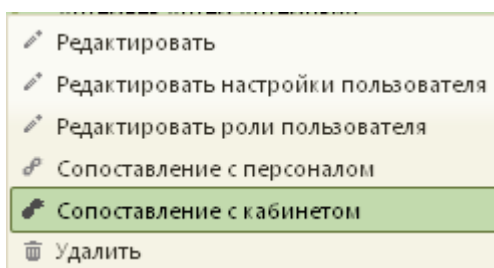 Редактировать
Редактировать настройки пользователя
Редактировать роли пользователя
Сопоставление с персоналом
Сопоставление с кабинетом
Удалить